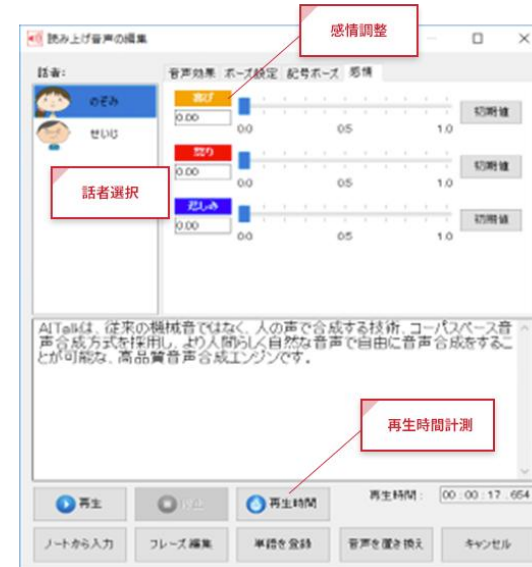 感情調整
読み上げ音声の編集
話者:
音声効果 ポーズ設定 記号ポーズ 感情
のぞみ
せいじ
喜び
0.00
0.0 0.5 1.0
初期値
怒り
0.00
0.0 0.5 1.0
初期値
悲しみ
0.00
0.0 0.5 1.0
初期値
話者選択
AITalkは、従来の機械音ではなく、人の声で合成する技術、コーパスベース音
声合成方式を採用し、より人間らしく自然な音声で自由に音声合成をするこ
とが可能な、高品質音声合成エンジンです。
再生時間計測
再生
再生時間
再生時間: 00:00:17.654
ノートから入力 フレーズ編集 単語を登録 音声を置き換え キャンセル